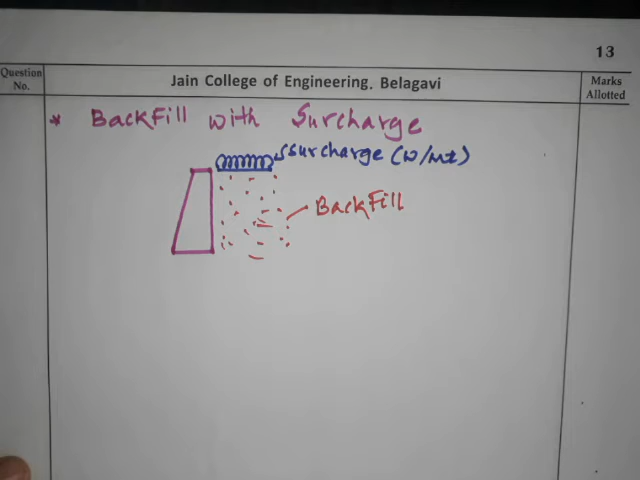 13
Question
No.
Jain College of Engineering, Belagavi
Marks
Allotted
* BackFill with Surcharge
surcharge (w/mt)
BackFill